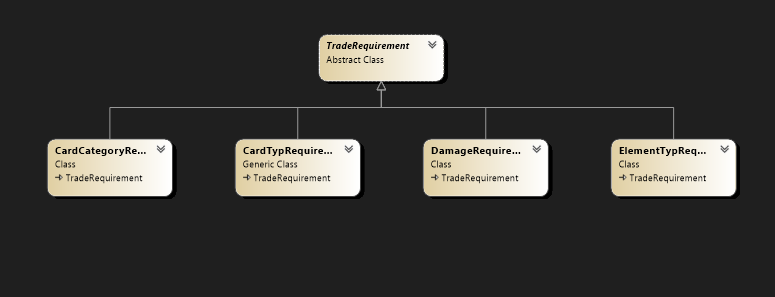 TradeRequirement
Abstract Class
CardCategoryRe...
Class
TradeRequirement
CardTypRequire...
Generic Class
TradeRequirement
DamageRequire...
Class
TradeRequirement
ElementTypReq...
Class
TradeRequirement